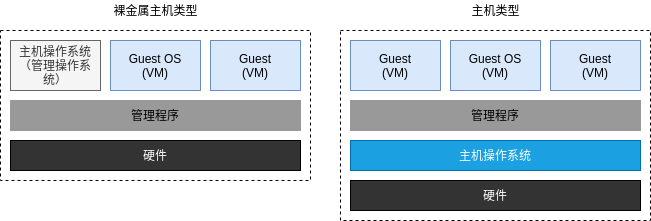 裸金属主机类型
主机操作系统
（管理操作系
统）
Guest OS
(VM)
Guest
(VM)
管理程序
硬件
主机类型
Guest
(VM)
Guest OS
(VM)
Guest
(VM)
管理程序
主机操作系统
硬件